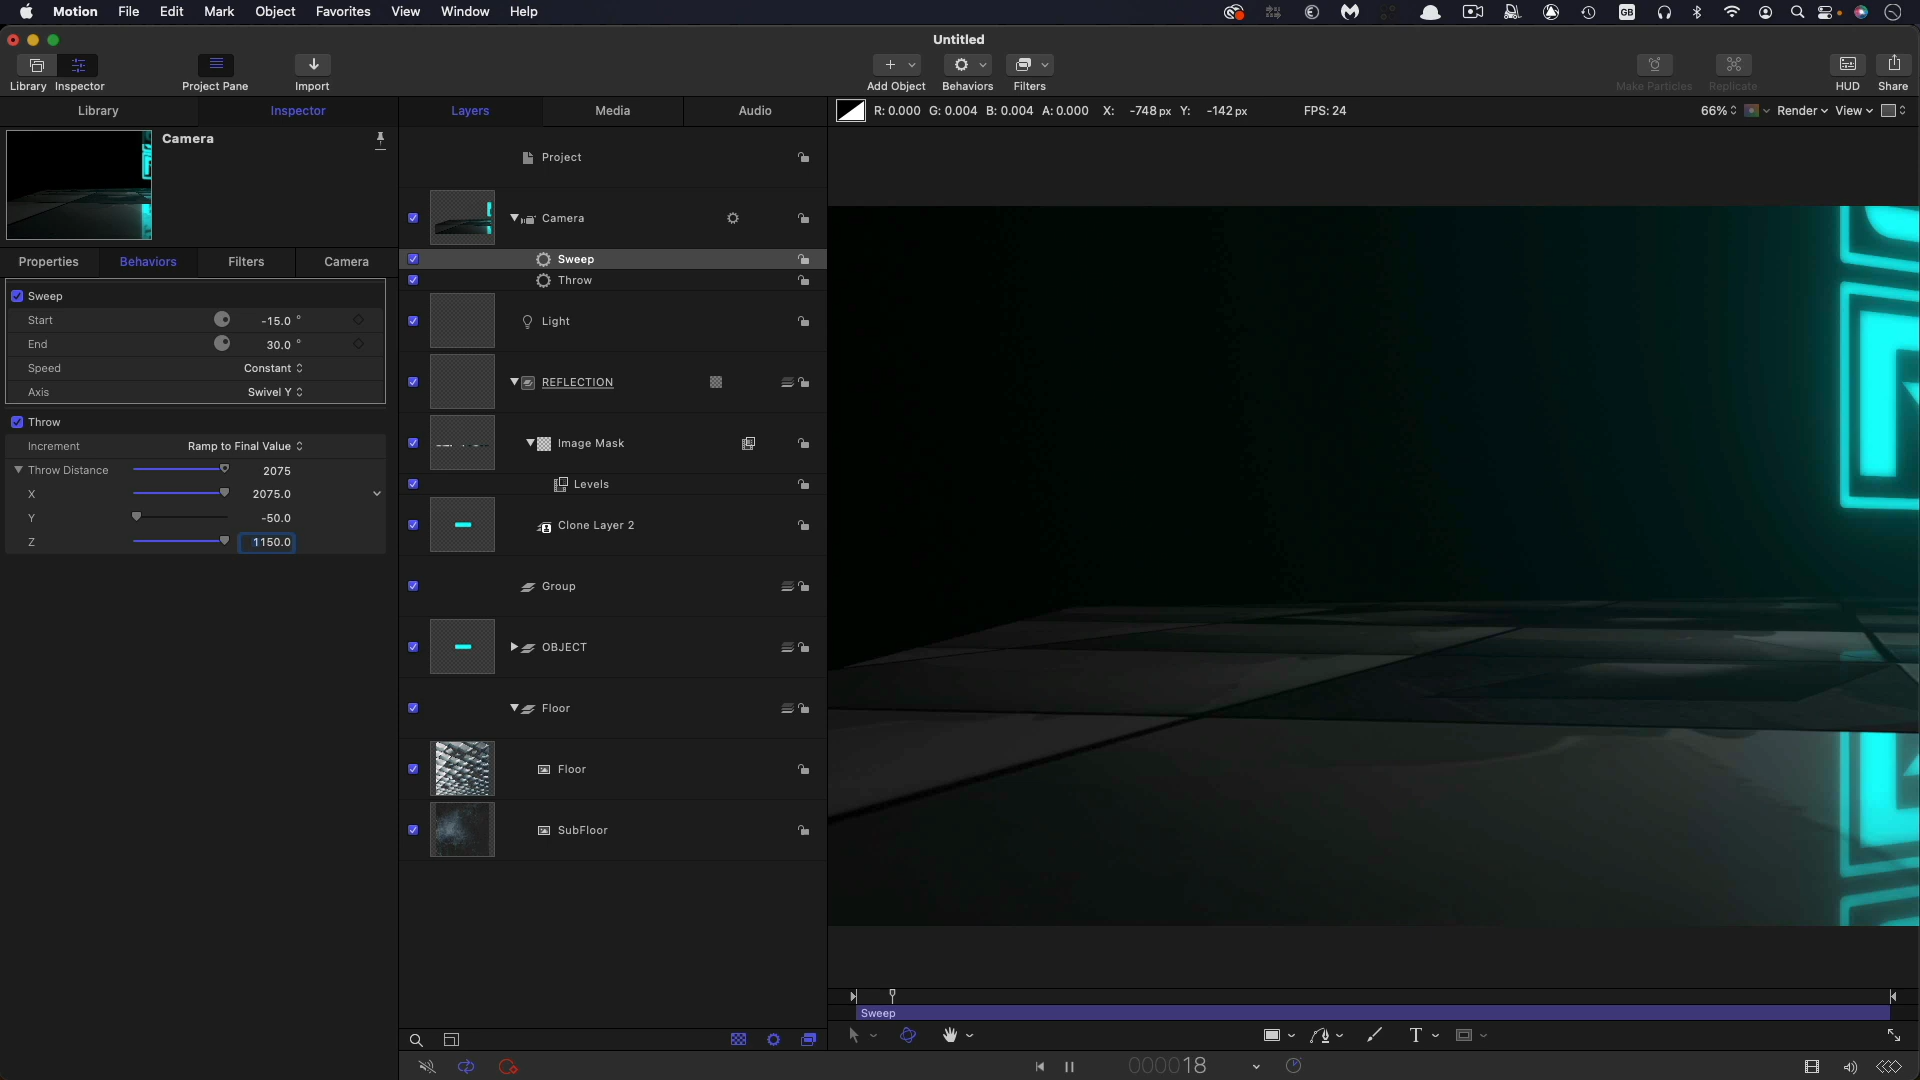 Motion File Edit Mark Object Favorites View Window Help
GB
Untitled
Library Inspector Project Pane Import Add Object Behaviors Filters Make Particles Replicate HUD Share
Library Inspector Layers Media Audio
R: 0.000 G: 0.004 B: 0.004 A: 0.000 X: -748 px Y: -142 px FPS: 24 66% Render View
Camera
Properties Behaviors Filters Camera
Sweep
Start -15.0 °
End 30.0 °
Speed Constant
Axis Swivel Y
Throw
Increment Ramp to Final Value
Throw Distance 2075
X 2075.0
Y -50.0
Z 1150.0
Project
Camera
Sweep
Throw
Light
REFLECTION
Image Mask
Levels
Clone Layer 2
Group
OBJECT
Floor
Floor
SubFloor
Sweep
T
000018